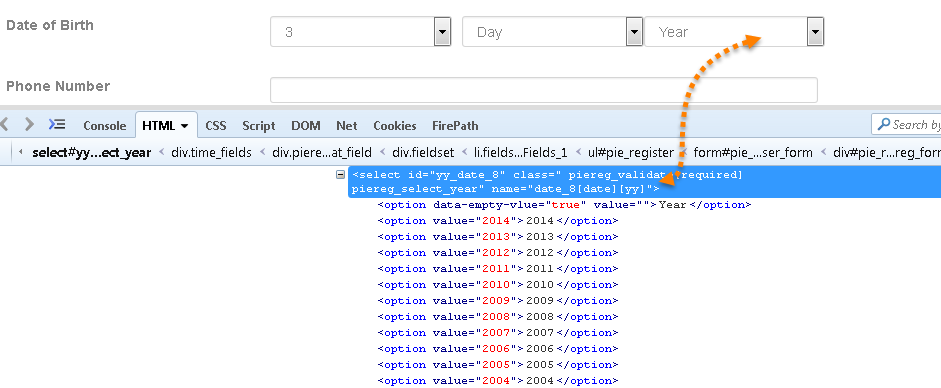 Date of Birth 3 Day Year
Phone Number
Console HTML CSS Script DOM Net Cookies FirePath Search by
select#yy...ect_year < div.time_fields < div.piere...at_field < div.fieldset < li.fields...Fields_1 < ul#pie_register < form#pie_...ser_form < div#p...reg_form
<select id="yy_date_8" class=" piereg_validate[required]
piereg_select_year" name="date_8[date][yy]">
<option data-empty-vlue="true" value="">Year</option>
<option value="2014">2014</option>
<option value="2013">2013</option>
<option value="2012">2012</option>
<option value="2011">2011</option>
<option value="2010">2010</option>
<option value="2009">2009</option>
<option value="2008">2008</option>
<option value="2007">2007</option>
<option value="2006">2006</option>
<option value="2005">2005</option>
<option value="2004">2004</option>